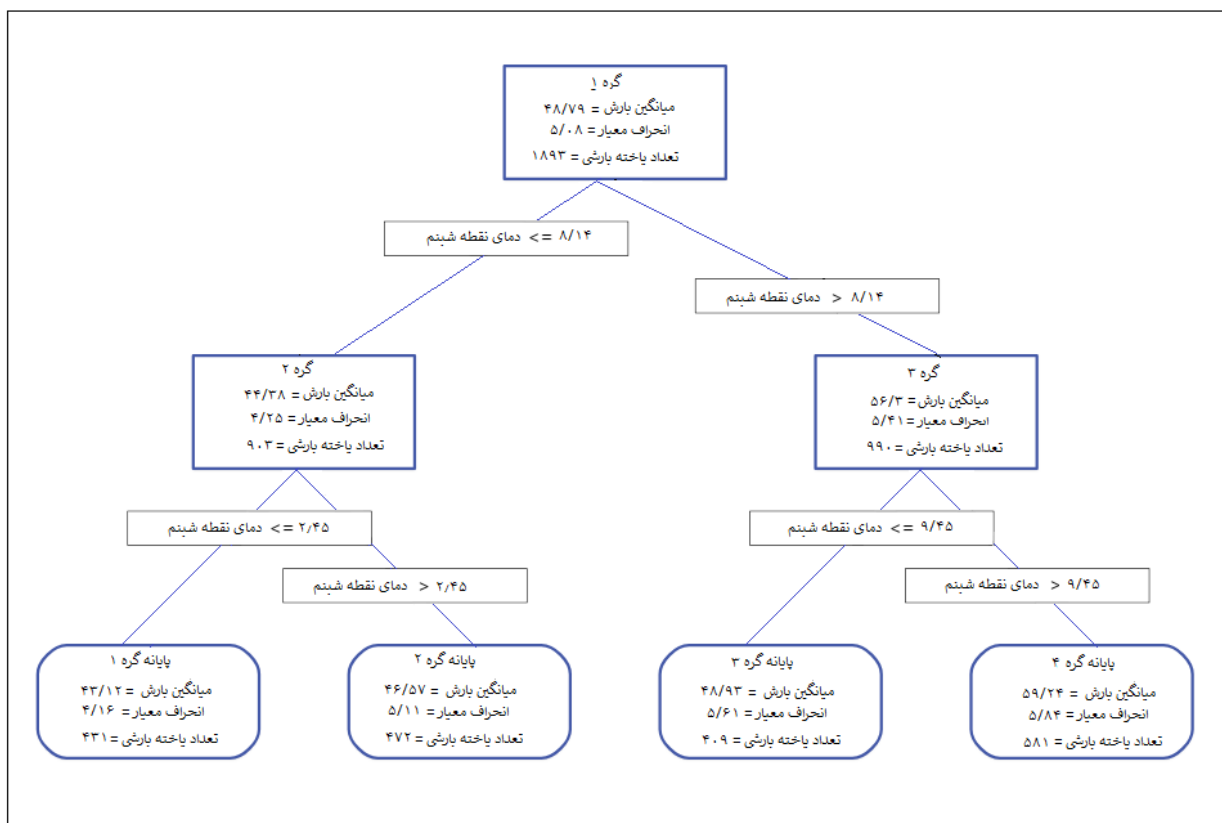 گره ۱
میانگین بارش = ۴۸/۷۹
انحراف معیار = ۵/۰۸
تعداد یاخته بارشی = ۱۸۹۳
دمای نقطه شبنم <= ۸/۱۴
دمای نقطه شبنم > ۸/۱۴
گره ۲
میانگین بارش = ۴۴/۳۸
انحراف معیار = ۴/۲۵
تعداد یاخته بارشی = ۹۰۳
گره ۳
میانگین بارش = ۵۶/۳
انحراف معیار = ۵/۴۱
تعداد یاخته بارشی = ۹۹۰
دمای نقطه شبنم <= ۲٫۴۵
دمای نقطه شبنم > ۲٫۴۵
دمای نقطه شبنم <= ۹/۴۵
دمای نقطه شبنم > ۹/۴۵
پایانه گره ۱
میانگین بارش = ۴۳/۱۲
انحراف معیار = ۴/۱۶
تعداد یاخته بارشی = ۴۳۱
پایانه گره ۲
میانگین بارش = ۴۶/۵۷
انحراف معیار = ۵/۱۱
تعداد یاخته بارشی = ۴۷۲
پایانه گره ۳
میانگین بارش = ۴۸/۹۳
انحراف معیار = ۵/۶۱
تعداد یاخته بارشی = ۴۰۹
پایانه گره ۴
میانگین بارش = ۵۹/۲۴
انحراف معیار = ۵/۸۴
تعداد یاخته بارشی = ۵۸۱